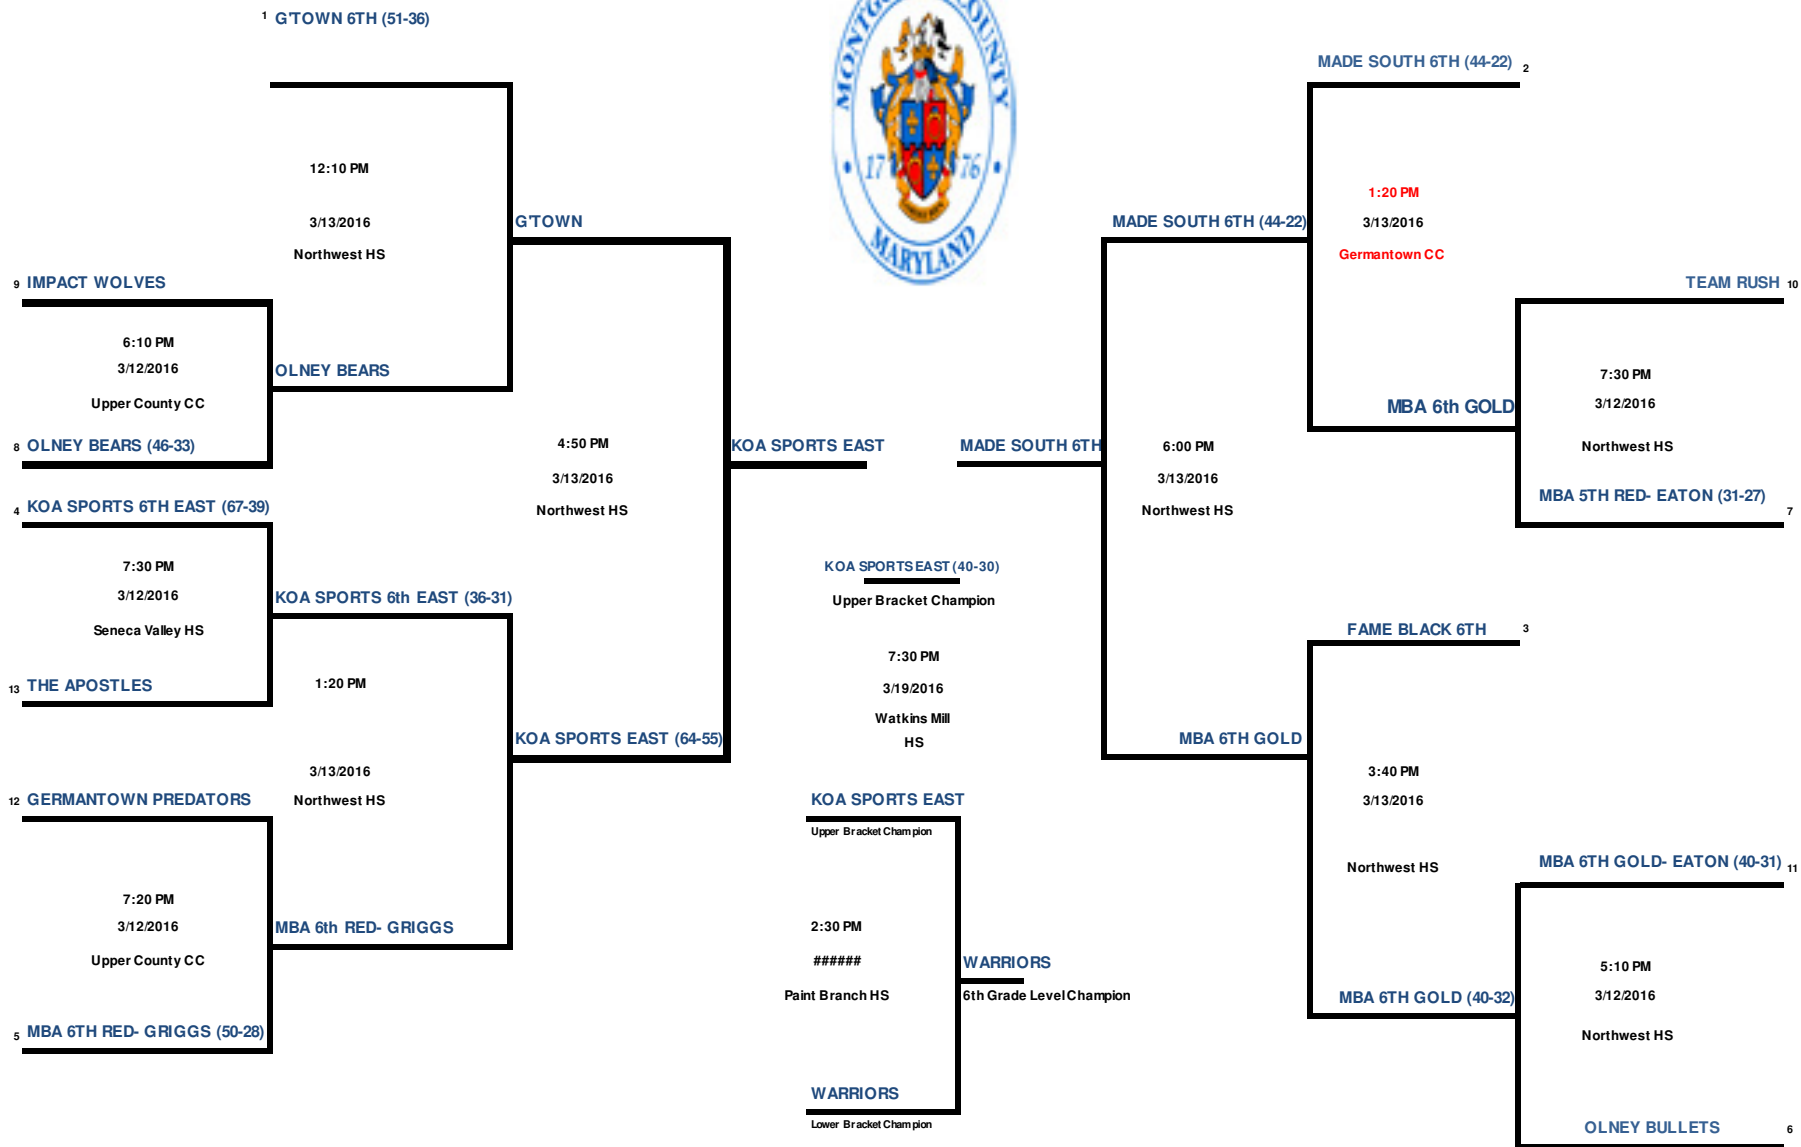 1 G'TOWN 6TH (51-36)
MONTGOMERY COUNTY
17 76
MARYLAND
MADE SOUTH 6TH (44-22) 2
12:10 PM
3/13/2016
Northwest HS
G'TOWN
MADE SOUTH 6TH (44-22)
1:20 PM
3/13/2016
Germantown CC
9 IMPACT WOLVES
TEAM RUSH 10
6:10 PM
3/12/2016
Upper County CC
OLNEY BEARS
7:30 PM
3/12/2016
Northwest HS
MBA 6th GOLD
8 OLNEY BEARS (46-33)
4:50 PM
3/13/2016
Northwest HS
KOA SPORTS EAST
MADE SOUTH 6TH
6:00 PM
3/13/2016
Northwest HS
MBA 5TH RED- EATON (31-27)
7
4 KOA SPORTS 6TH EAST (67-39)
7:30 PM
3/12/2016
Seneca Valley HS
KOA SPORTS 6th EAST (36-31)
KOA SPORTS EAST (40-30)
Upper Bracket Champion
7:30 PM
3/19/2016
Watkins Mill
HS
FAME BLACK 6TH 3
13 THE APOSTLES
1:20 PM
3/13/2016
Northwest HS
KOA SPORTS EAST (64-55)
MBA 6TH GOLD
3:40 PM
3/13/2016
Northwest HS
12 GERMANTOWN PREDATORS
KOA SPORTS EAST
Upper Bracket Champion
MBA 6TH GOLD- EATON (40-31) 11
7:20 PM
3/12/2016
Upper County CC
MBA 6th RED- GRIGGS
2:30 PM
######
Paint Branch HS
WARRIORS
6th Grade Level Champion
MBA 6TH GOLD (40-32)
5:10 PM
3/12/2016
Northwest HS
5 MBA 6TH RED- GRIGGS (50-28)
WARRIORS
Lower Bracket Champion
OLNEY BULLETS 6